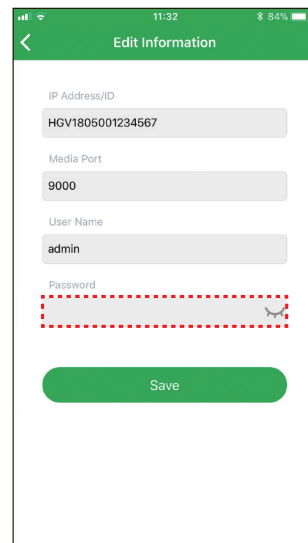 11:32 84%
Edit Information
IP Address/ID
HGV1805001234567
Media Port
9000
User Name
admin
Password
Save